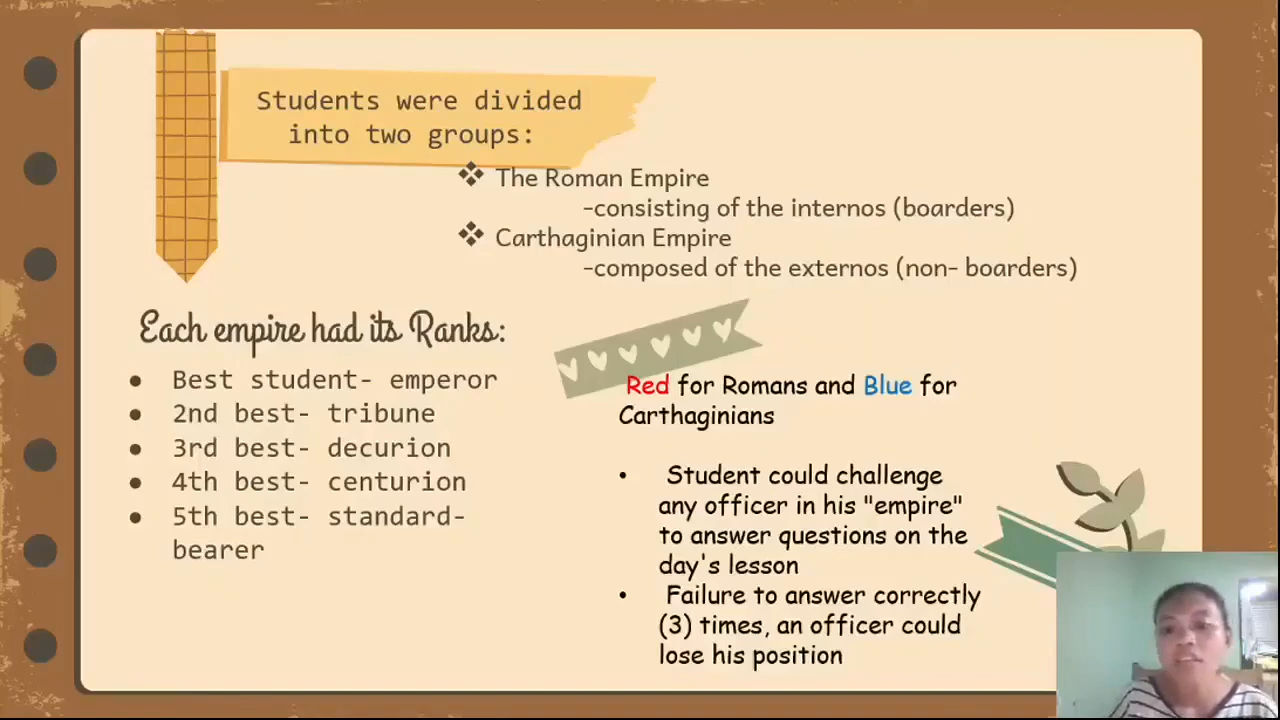 Students were divided
into two groups:
❖ The Roman Empire
-consisting of the internos (boarders)
❖ Carthaginian Empire
-composed of the externos (non- boarders)
Each empire had its Ranks:
● Best student- emperor
● 2nd best- tribune
● 3rd best- decurion
● 4th best- centurion
● 5th best- standard-
bearer
Red for Romans and Blue for
Carthaginians
• Student could challenge
any officer in his "empire"
to answer questions on the
day's lesson
• Failure to answer correctly
(3) times, an officer could
lose his position